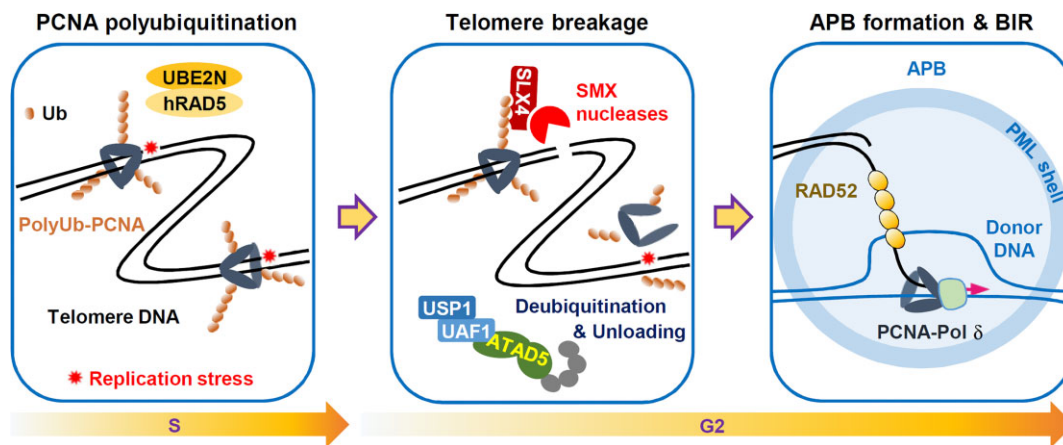 PCNA polyubiquitination
Telomere breakage
APB formation & BIR
UBE2N
hRAD5
Ub
PolyUb-PCNA
Telomere DNA
Replication stress
SLX4
SMX
nucleases
Deubiquitination
& Unloading
USP1
UAF1
ATAD5
APB
PML shell
RAD52
Donor
DNA
PCNA-Pol δ
S
G2